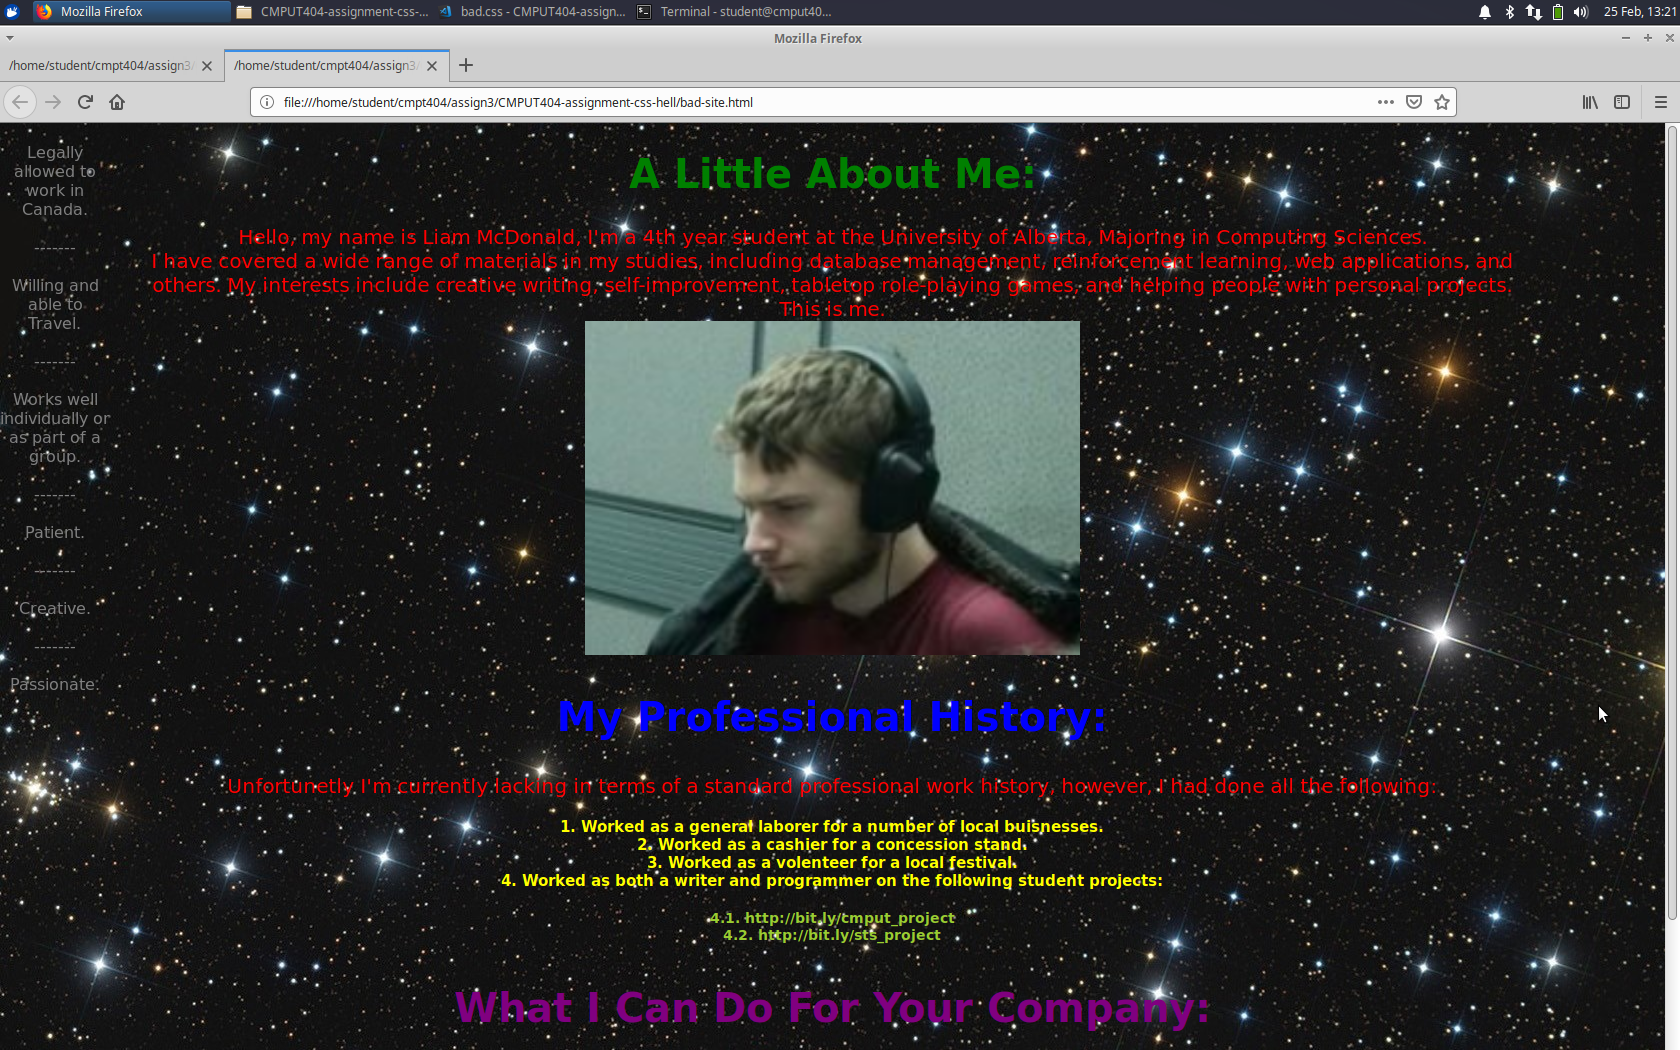 Mozilla Firefox
CMPUT404-assignment-css-...
bad.css - CMPUT404-assign...
Terminal - student@cmput40...
25 Feb, 13:21
Mozilla Firefox
/home/student/cmpt404/assign3/
/home/student/cmpt404/assign3/
file:///home/student/cmpt404/assign3/CMPUT404-assignment-css-hell/bad-site.html
Legally
allowed to
work in
Canada.
-------
Willing and
able to
Travel.
-------
Works well
individually or
as part of a
group.
-------
Patient.
-------
Creative.
-------
Passionate.
A Little About Me:
Hello, my name is Liam McDonald, I'm a 4th year student at the University of Alberta, Majoring in Computing Sciences.
I have covered a wide range of materials in my studies, including database management, reinforcement learning, web applications, and
others. My interests include creative writing, self-improvement, tabletop role-playing games, and helping people with personal projects.
This is me.
My Professional History:
Unfortunetly I'm currently lacking in terms of a standard professional work history, however, I had done all the following:
1. Worked as a general laborer for a number of local buisnesses.
2. Worked as a cashier for a concession stand.
3. Worked as a volenteer for a local festival.
4. Worked as both a writer and programmer on the following student projects:
4.1. http://bit.ly/cmput_project
4.2. http://bit.ly/sts_project
What I Can Do For Your Company: